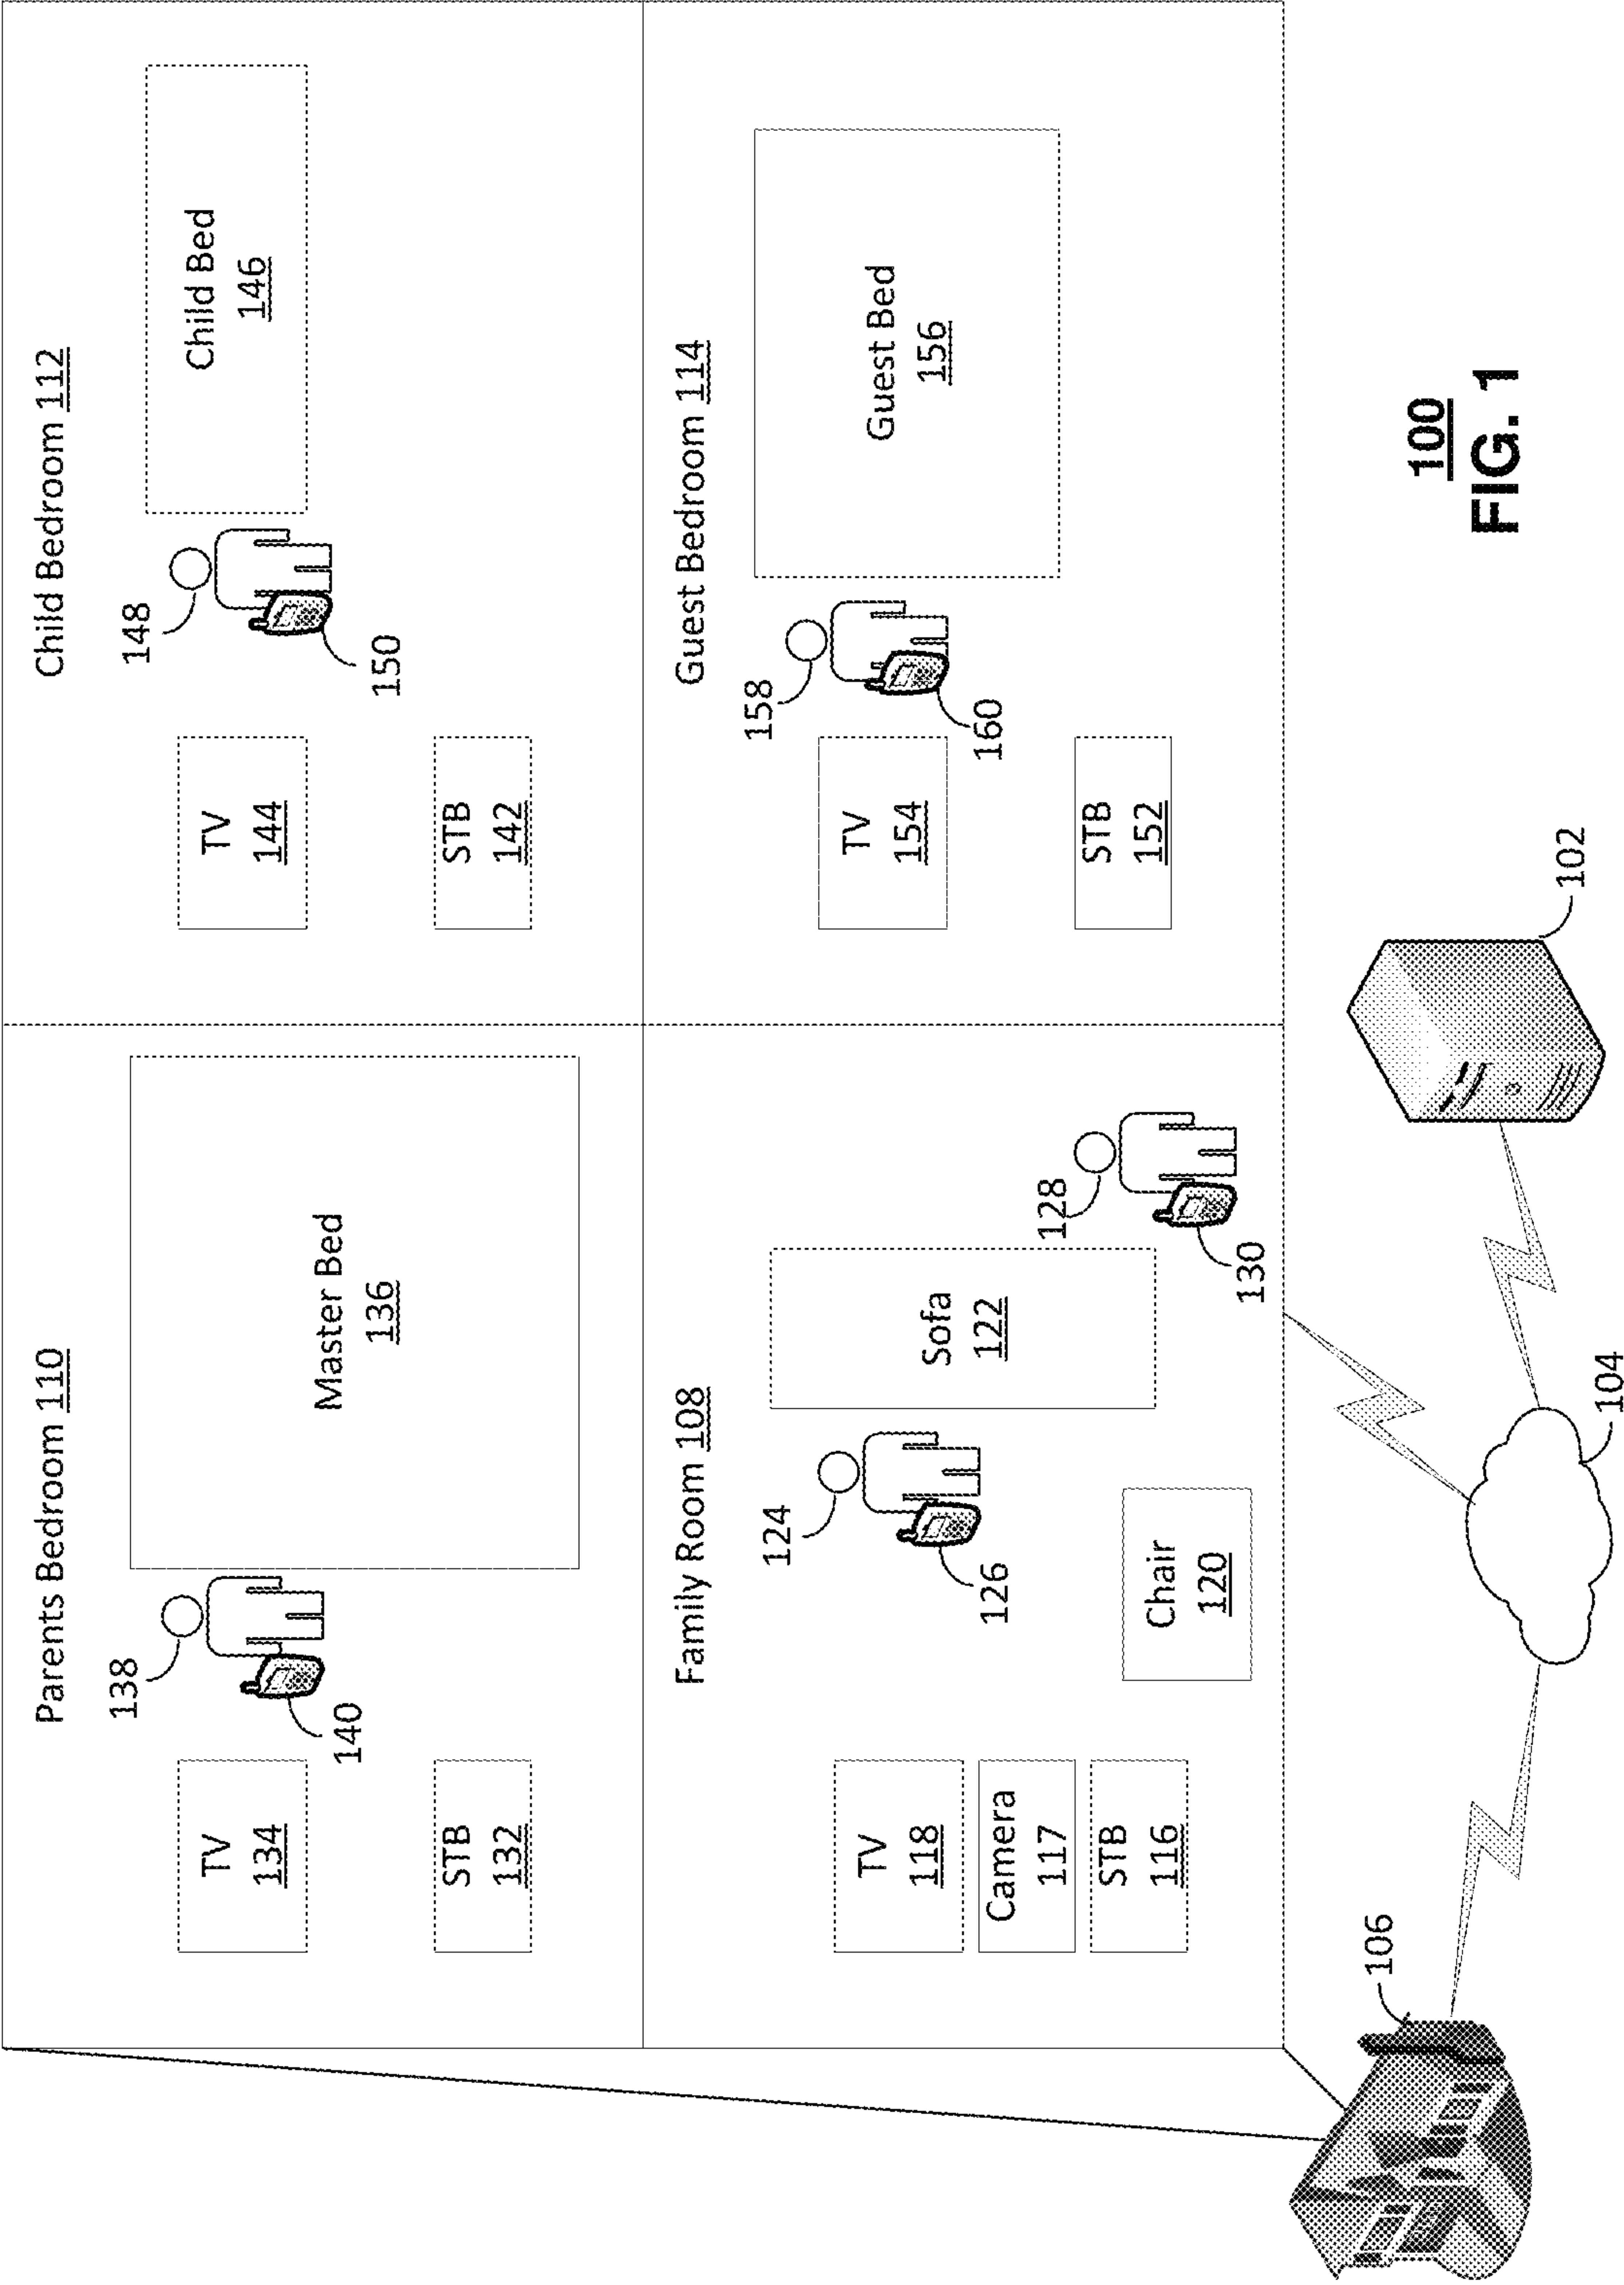 Parents Bedroom 110
138
140
TV
134
STB
132
Master Bed
136
Child Bedroom 112
148
150
TV
144
STB
142
Child Bed
146
Family Room 108
124
126
128
130
TV
118
Camera
117
STB
116
Chair
120
Sofa
122
Guest Bedroom 114
158
160
TV
154
STB
152
Guest Bed
156
106
104
102
100
FIG. 1